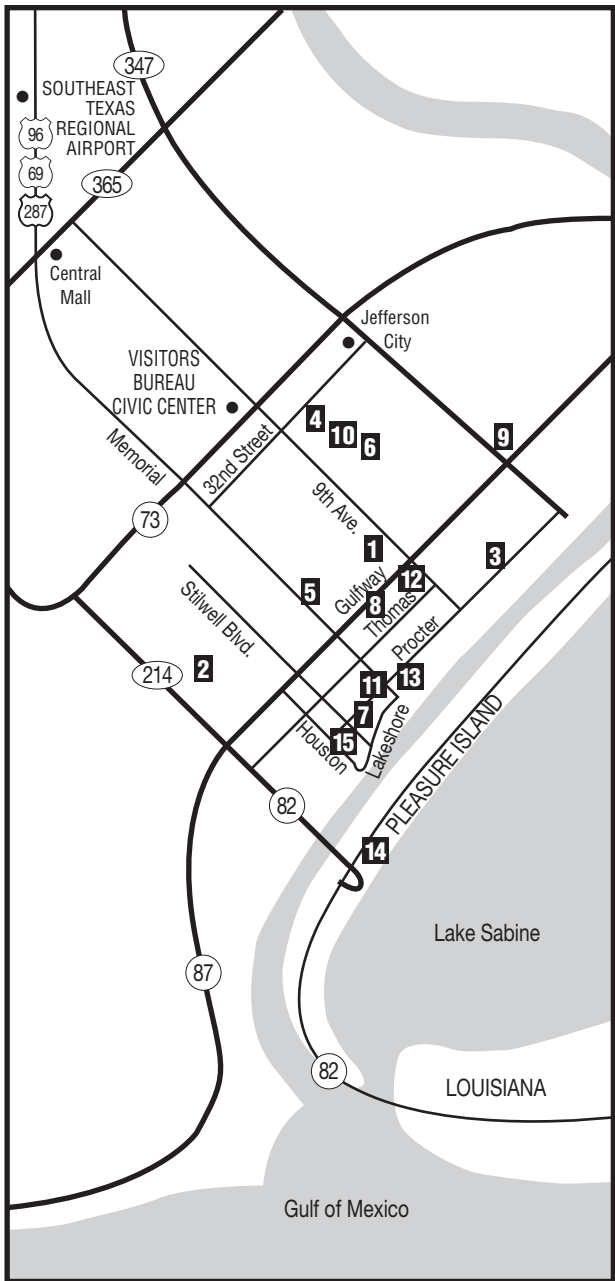 347
SOUTHEAST
TEXAS
REGIONAL
AIRPORT
96
69
287
365
Central
Mall
Jefferson
City
VISITORS
BUREAU
CIVIC CENTER
4
10
6
9
32nd Street
Memorial
9th Ave.
73
1
3
12
Gulfway
5
8
Thomas
Stilwell Blvd.
Procter
214
2
11
13
7
Lakeshore
15
Houston
PLEASURE ISLAND
82
14
Lake Sabine
87
82
LOUISIANA
Gulf of Mexico